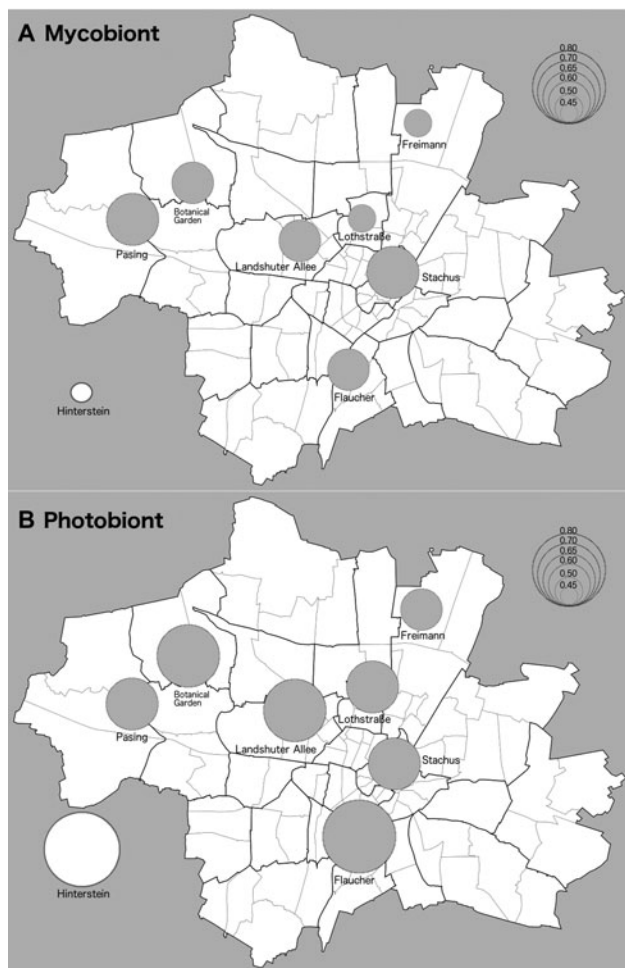 A Mycobiont
0.80
0.70
0.65
0.60
0.50
0.45
Freimann
Botanical
Garden
Lothstraße
Pasing
Landshuter Allee
Stachus
Flaucher
Hinterstein
B Photobiont
0.80
0.70
0.65
0.60
0.50
0.45
Freimann
Botanical
Garden
Lothstraße
Pasing
Landshuter Allee
Stachus
Flaucher
Hinterstein